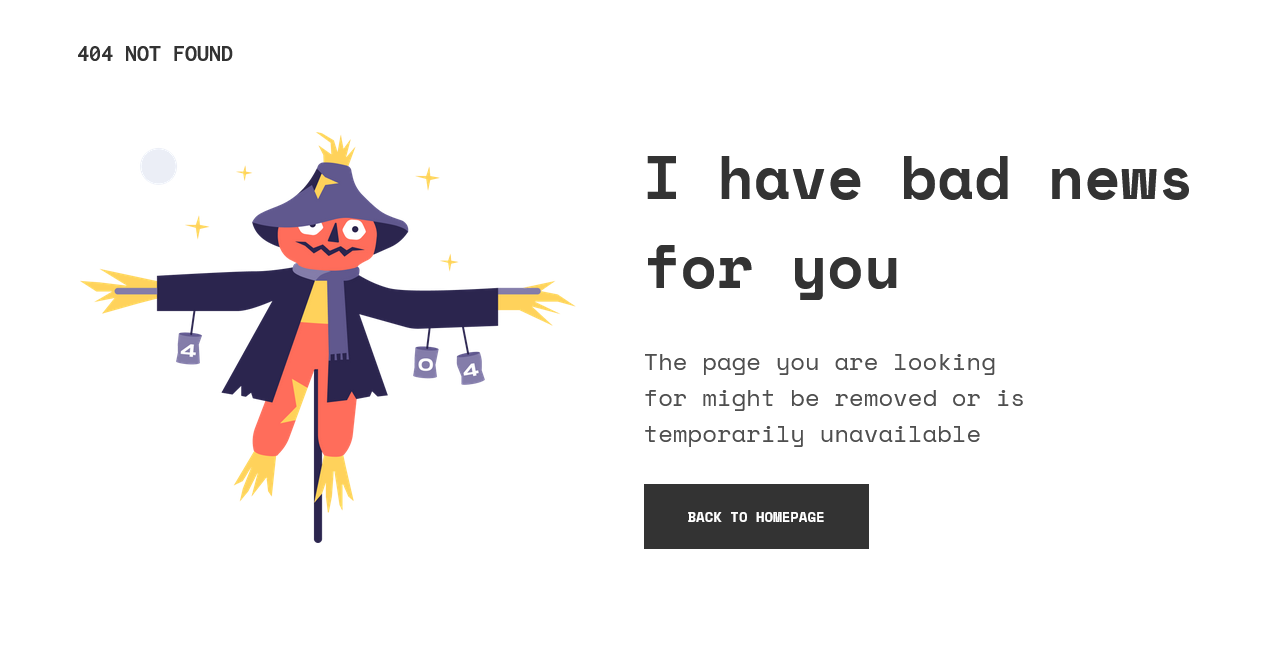 404 NOT FOUND
I have bad news
for you
The page you are looking
for might be removed or is
temporarily unavailable
BACK TO HOMEPAGE
4
0
4